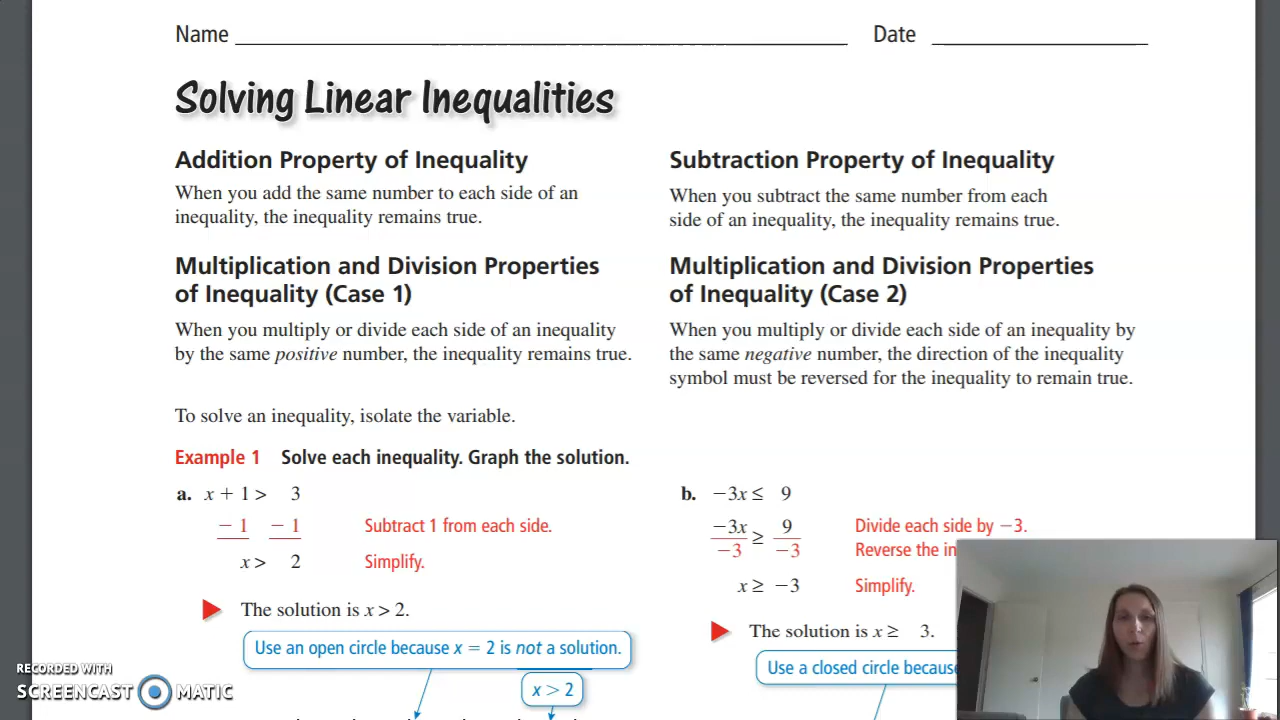 Name Date
Solving Linear Inequalities
Addition Property of Inequality
When you add the same number to each side of an
inequality, the inequality remains true.
Subtraction Property of Inequality
When you subtract the same number from each
side of an inequality, the inequality remains true.
Multiplication and Division Properties
of Inequality (Case 1)
When you multiply or divide each side of an inequality
by the same positive number, the inequality remains true.
Multiplication and Division Properties
of Inequality (Case 2)
When you multiply or divide each side of an inequality by
the same negative number, the direction of the inequality
symbol must be reversed for the inequality to remain true.
To solve an inequality, isolate the variable.
Example 1 Solve each inequality. Graph the solution.
a. x + 1 > 3
− 1 − 1 Subtract 1 from each side.
x > 2 Simplify.
The solution is x > 2.
Use an open circle because x = 2 is not a solution.
x > 2
b. −3x ≤ 9
−3x ≥ 9 Divide each side by −3.
−3 −3 Reverse the
x ≥ −3 Simplify.
The solution is x ≥ 3.
Use a closed circle because
RECORDED WITH
SCREENCAST MATIC